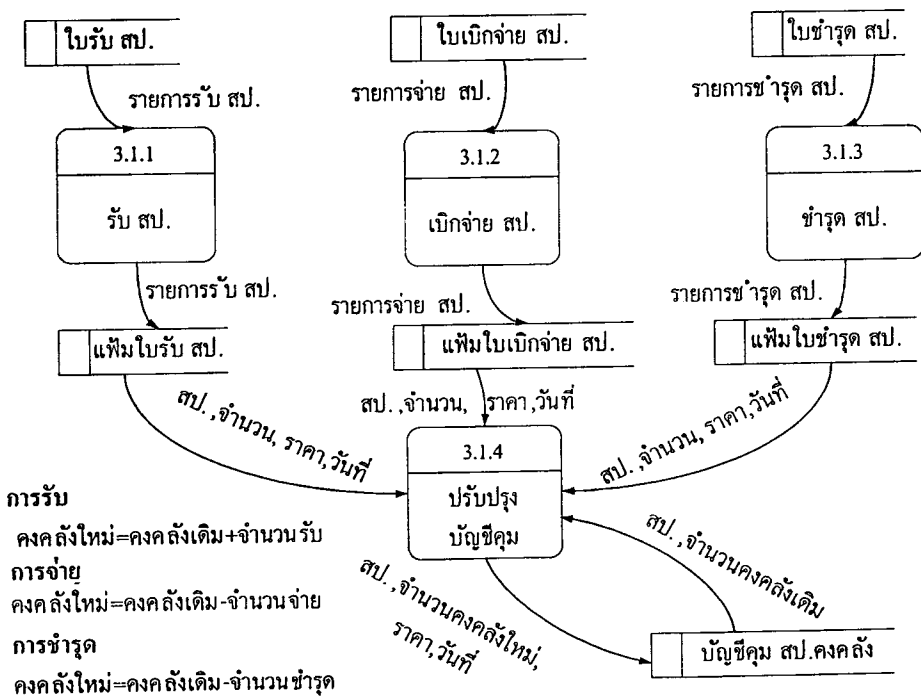 ใบรับ สป.
ใบเบิกจ่าย สป.
ใบชำรุด สป.
รายการรับ สป.
รายการจ่าย สป.
รายการชำรุด สป.
3.1.1
3.1.2
3.1.3
รับ สป.
เบิกจ่าย สป.
ชำรุด สป.
รายการรับ สป.
รายการจ่าย สป.
รายการชำรุด สป.
แฟ้มใบรับ สป.
แฟ้มใบเบิกจ่าย สป.
แฟ้มใบชำรุด สป.
สป.,จำนวน, ราคา,วันที่
สป.,จำนวน, ราคา,วันที่
สป.,จำนวน, ราคา,วันที่
3.1.4
ปรับปรุง
บัญชีคุม
การรับ
คงคลังใหม่=คงคลังเดิม+จำนวนรับ
การจ่าย
คงคลังใหม่=คงคลังเดิม-จำนวนจ่าย
การชำรุด
คงคลังใหม่=คงคลังเดิม-จำนวนชำรุด
สป.,จำนวนคงคลังใหม่,
ราคา,วันที่
สป.,จำนวนคงคลังเดิม
บัญชีคุม สป.คงคลัง